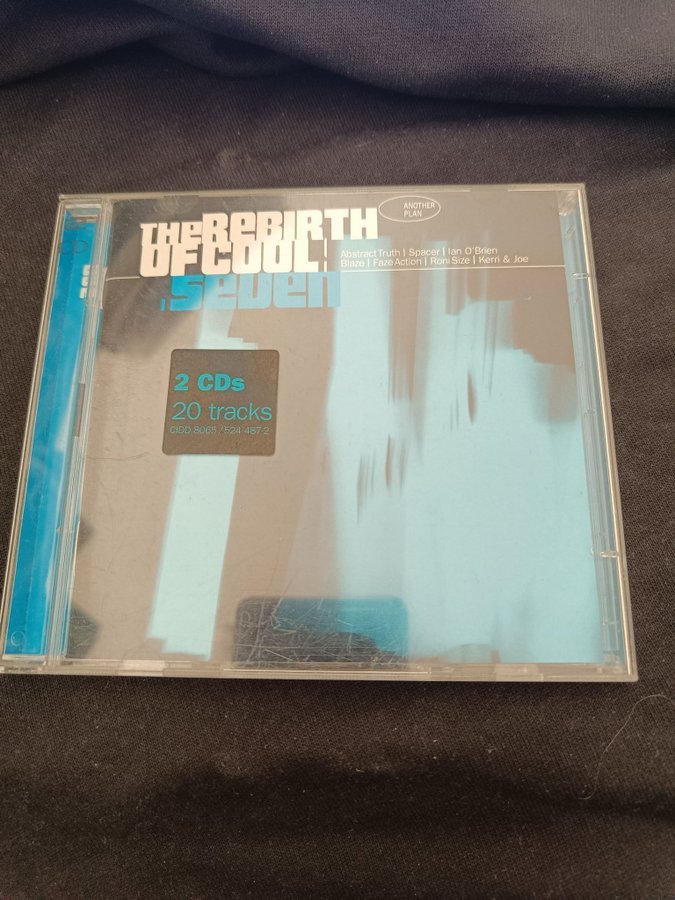 THE REBIRTH
OF COOL
seven
ANOTHER
PLAN
Abstract Truth | Spacer | Ian O'Brien
Blaze | Faze Action | Roni Size | Kerri & Joe
2 CDs
20 tracks
CIDD 8065 / 524 487-2